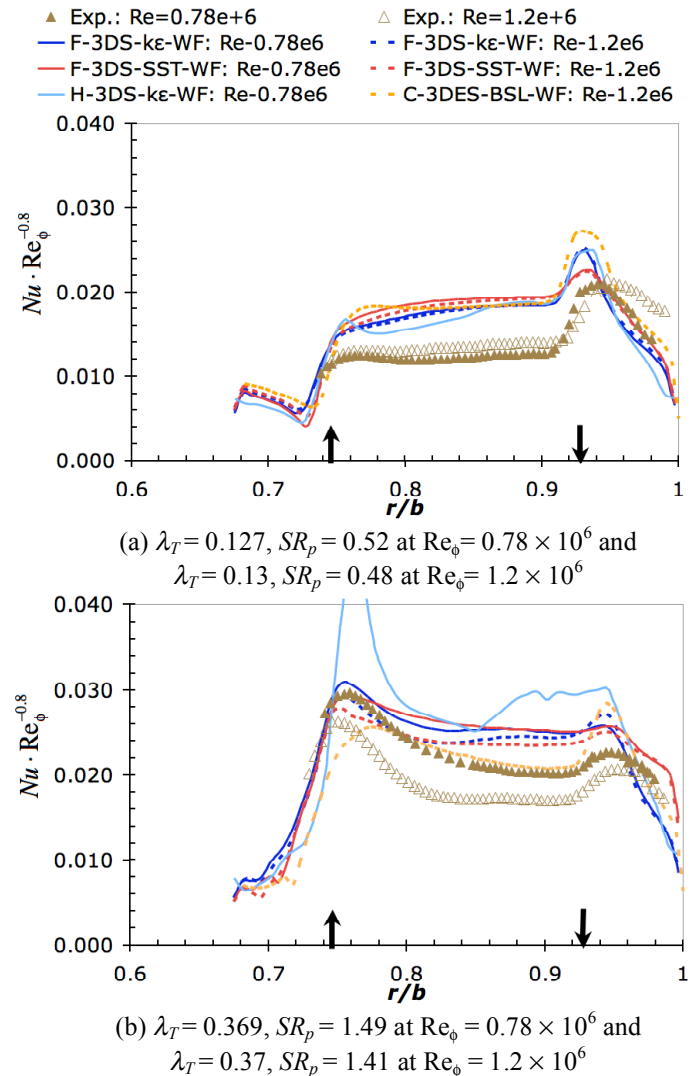 Exp.: Re=0.78e+6 Exp.: Re=1.2e+6
F-3DS-kε-WF: Re-0.78e6 F-3DS-kε-WF: Re-1.2e6
F-3DS-SST-WF: Re-0.78e6 F-3DS-SST-WF: Re-1.2e6
H-3DS-kε-WF: Re-0.78e6 C-3DES-BSL-WF: Re-1.2e6
0.040
0.030
0.020
0.010
0.000
Nu · Re_ϕ^−0.8
0.6 0.7 0.8 0.9 1
r/b
(a) λ_T = 0.127, SR_p = 0.52 at Re_ϕ = 0.78 × 10^6 and
λ_T = 0.13, SR_p = 0.48 at Re_ϕ = 1.2 × 10^6
0.040
0.030
0.020
0.010
0.000
Nu · Re_ϕ^−0.8
0.6 0.7 0.8 0.9 1
r/b
(b) λ_T = 0.369, SR_p = 1.49 at Re_ϕ = 0.78 × 10^6 and
λ_T = 0.37, SR_p = 1.41 at Re_ϕ = 1.2 × 10^6